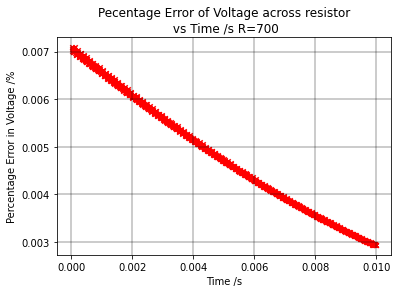 Pecentage Error of Voltage across resistor
vs Time /s R=700
0.007
0.006
0.005
0.004
0.003
Percentage Error in Voltage /%
0.000 0.002 0.004 0.006 0.008 0.010
Time /s